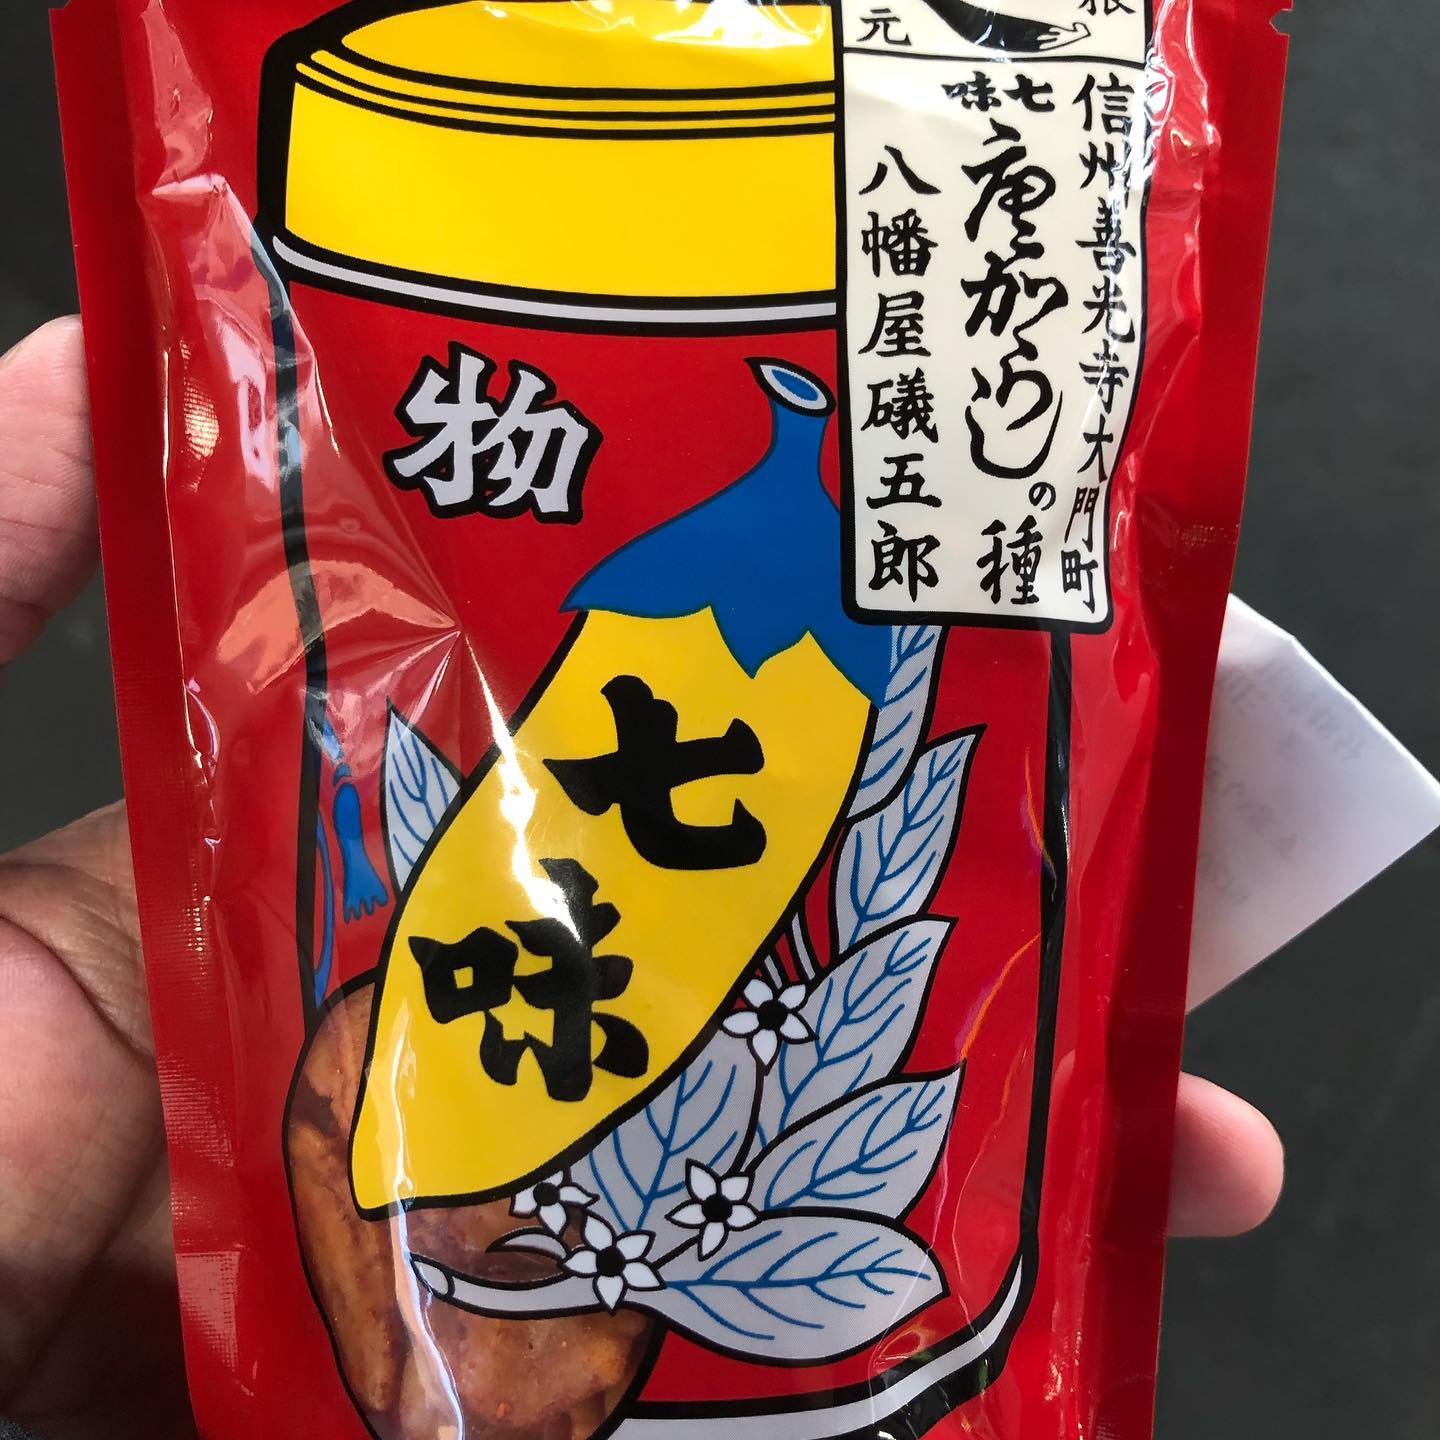 根
元
信州善光寺大門町
七味
唐がらしの種
八幡屋礒五郎
物
七味